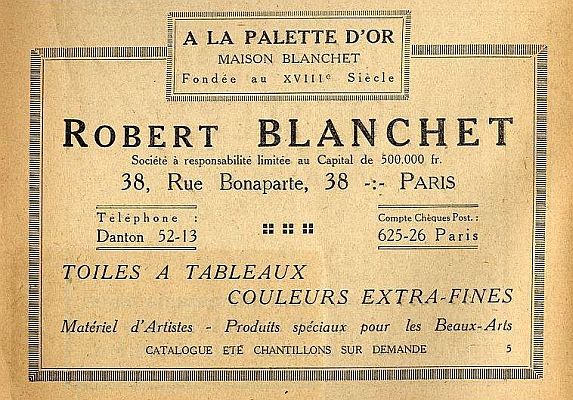 A LA PALETTE D'OR
MAISON BLANCHET
Fondée au XVIIIe Siècle
ROBERT BLANCHET
Société à responsabilité limitée au Capital de 500.000 fr.
38, Rue Bonaparte, 38 -:- PARIS
Téléphone :
Danton 52-13
Compte Chèques Post. :
625-26 Paris
TOILES A TABLEAUX
COULEURS EXTRA-FINES
Matériel d'Artistes - Produits spéciaux pour les Beaux-Arts
CATALOGUE ETÉ CHANTILLONS SUR DEMANDE 5